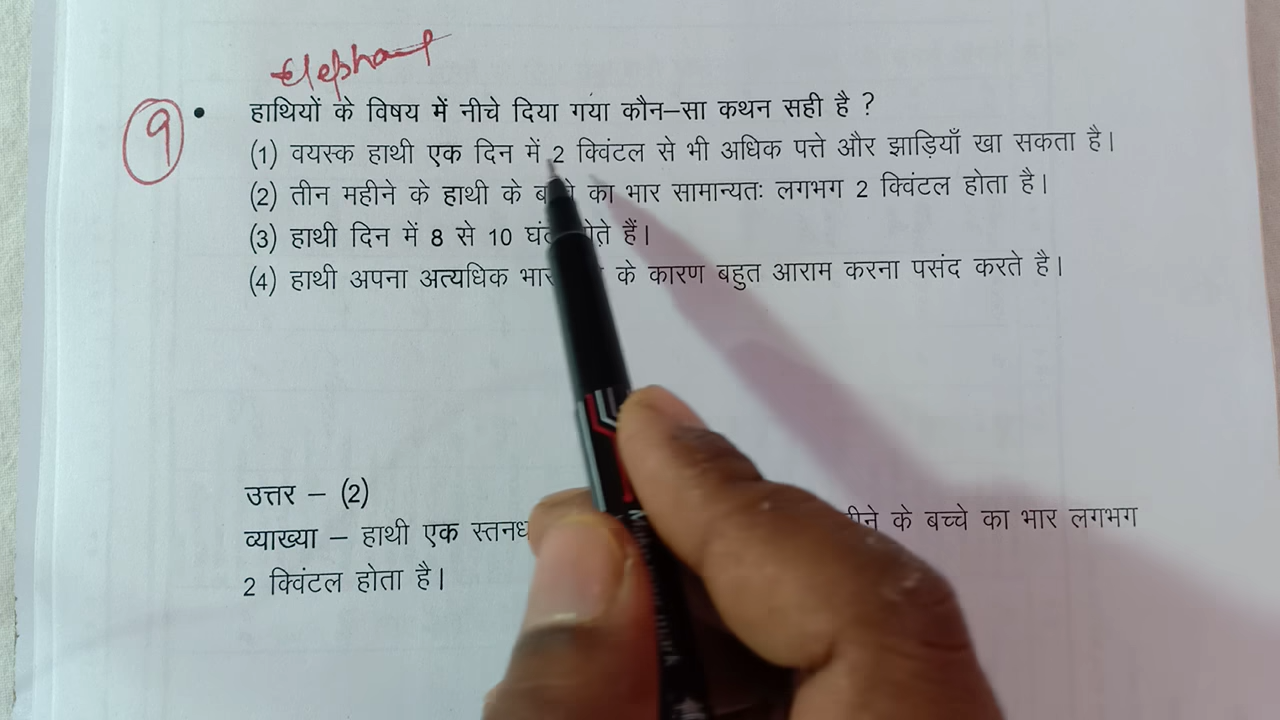 Elephant
9
• हाथियों के विषय में नीचे दिया गया कौन-सा कथन सही है ?
(1) वयस्क हाथी एक दिन में 2 क्विंटल से भी अधिक पत्ते और झाड़ियाँ खा सकता है।
(2) तीन महीने के हाथी के का भार सामान्यतः लगभग 2 क्विंटल होता है।
(3) हाथी दिन में 8 से 10 हैं।
(4) हाथी अपना अत्यधिक भार के कारण बहुत आराम करना पसंद करते है।
उत्तर – (2)
व्याख्या – हाथी एक के बच्चे का भार लगभग
2 क्विंटल होता है।